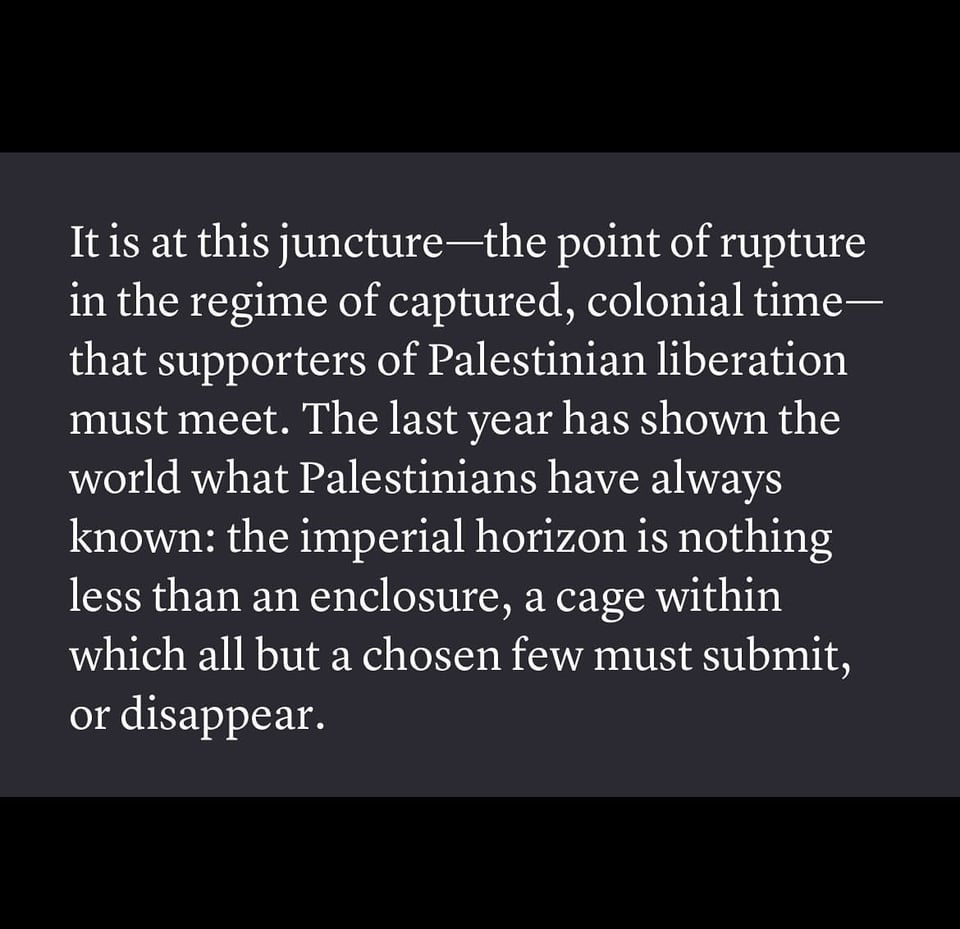 It is at this juncture—the point of rupture
in the regime of captured, colonial time—
that supporters of Palestinian liberation
must meet. The last year has shown the
world what Palestinians have always
known: the imperial horizon is nothing
less than an enclosure, a cage within
which all but a chosen few must submit,
or disappear.